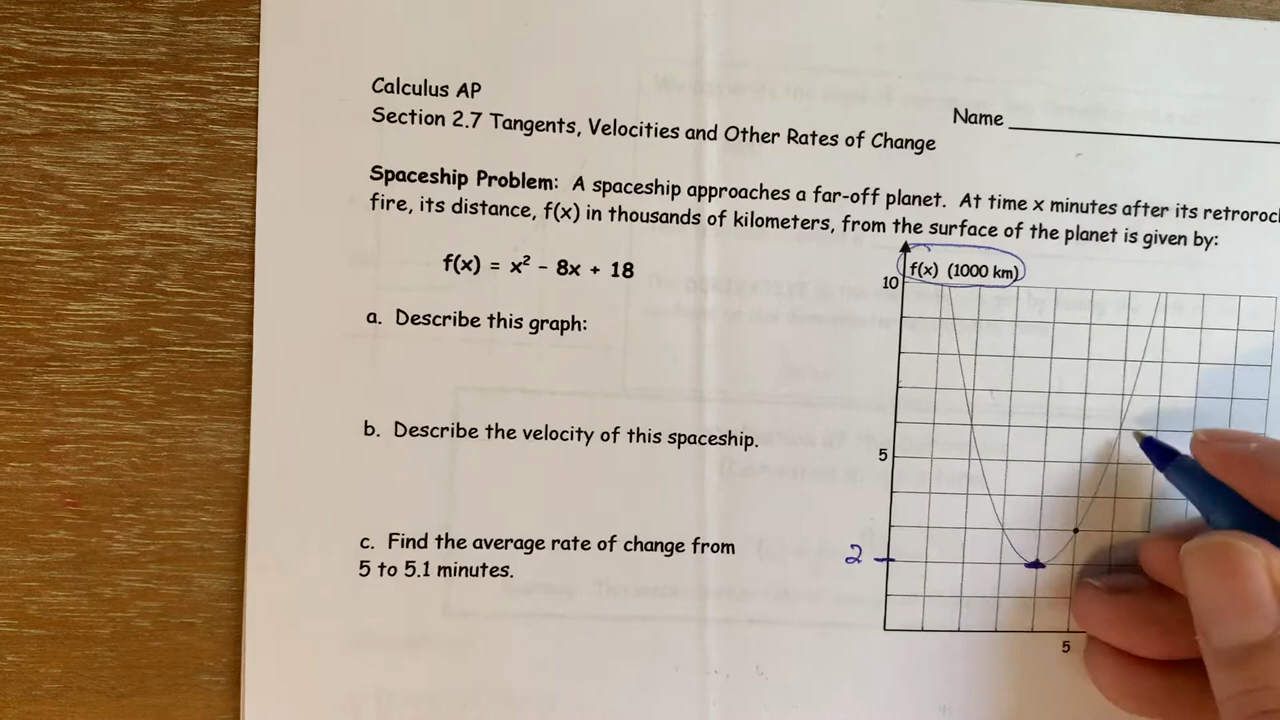 Calculus AP
Name
Section 2.7 Tangents, Velocities and Other Rates of Change
Spaceship Problem: A spaceship approaches a far-off planet. At time x minutes after its
fire, its distance, f(x) in thousands of kilometers, from the surface of the planet is given by:
f(x) = x² - 8x + 18
f(x) (1000 km)
10
a. Describe this graph:
b. Describe the velocity of this spaceship.
5
c. Find the average rate of change from
5 to 5.1 minutes.
2
5